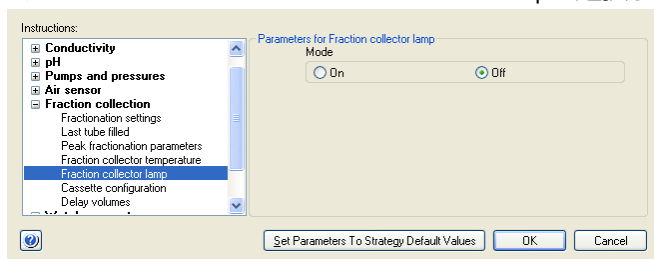 Instructions:
Conductivity
pH
Pumps and pressures
Air sensor
Fraction collection
Fractionation settings
Last tube filled
Peak fractionation parameters
Fraction collector temperature
Fraction collector lamp
Cassette configuration
Delay volumes
Parameters for Fraction collector lamp
Mode
On Off
Set Parameters To Strategy Default Values OK Cancel